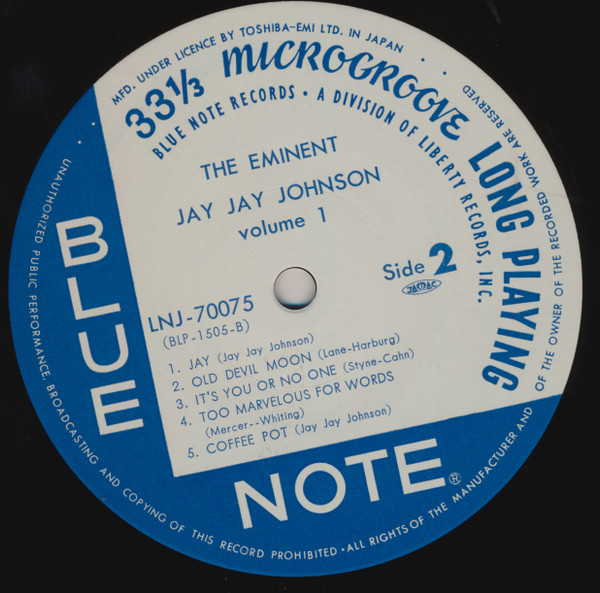 MFD. UNDER LICENCE BY TOSHIBA-EMI LTD. IN JAPAN
33 1/3 MICROGROOVE LONG PLAYING
BLUE NOTE RECORDS • A DIVISION OF LIBERTY RECORDS, INC.
THE EMINENT
JAY JAY JOHNSON
volume 1
Side 2
JASRAC
LNJ-70075
(BLP-1505-B)
1. JAY (Jay Jay Johnson)
2. OLD DEVIL MOON (Lane-Harburg)
3. IT'S YOU OR NO ONE (Styne-Cahn)
4. TOO MARVELOUS FOR WORDS
(Mercer--Whiting)
5. COFFEE POT (Jay Jay Johnson)
BLUE
NOTE®
UNAUTHORIZED PUBLIC PERFORMANCE, BROADCASTING AND COPYING OF THIS RECORD PROHIBITED • ALL RIGHTS OF THE MANUFACTURER AND OF THE OWNER OF THE RECORDED WORK ARE RESERVED